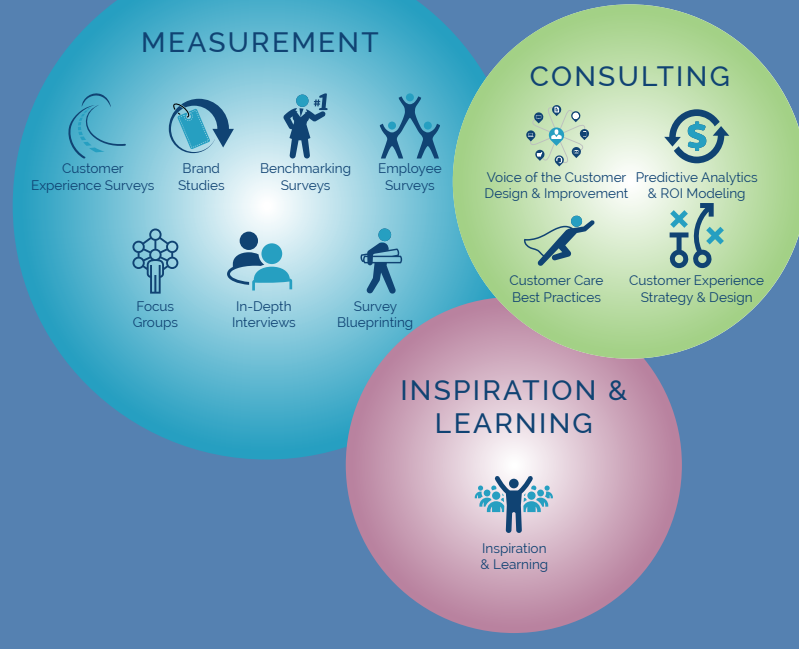 MEASUREMENT
#1
Customer
Experience Surveys
Brand
Studies
Benchmarking
Surveys
Employee
Surveys
Focus
Groups
In-Depth
Interviews
Survey
Blueprinting
CONSULTING
Voice of the Customer
Design & Improvement
$
Predictive Analytics
& ROI Modeling
Customer Care
Best Practices
Customer Experience
Strategy & Design
INSPIRATION &
LEARNING
Inspiration
& Learning